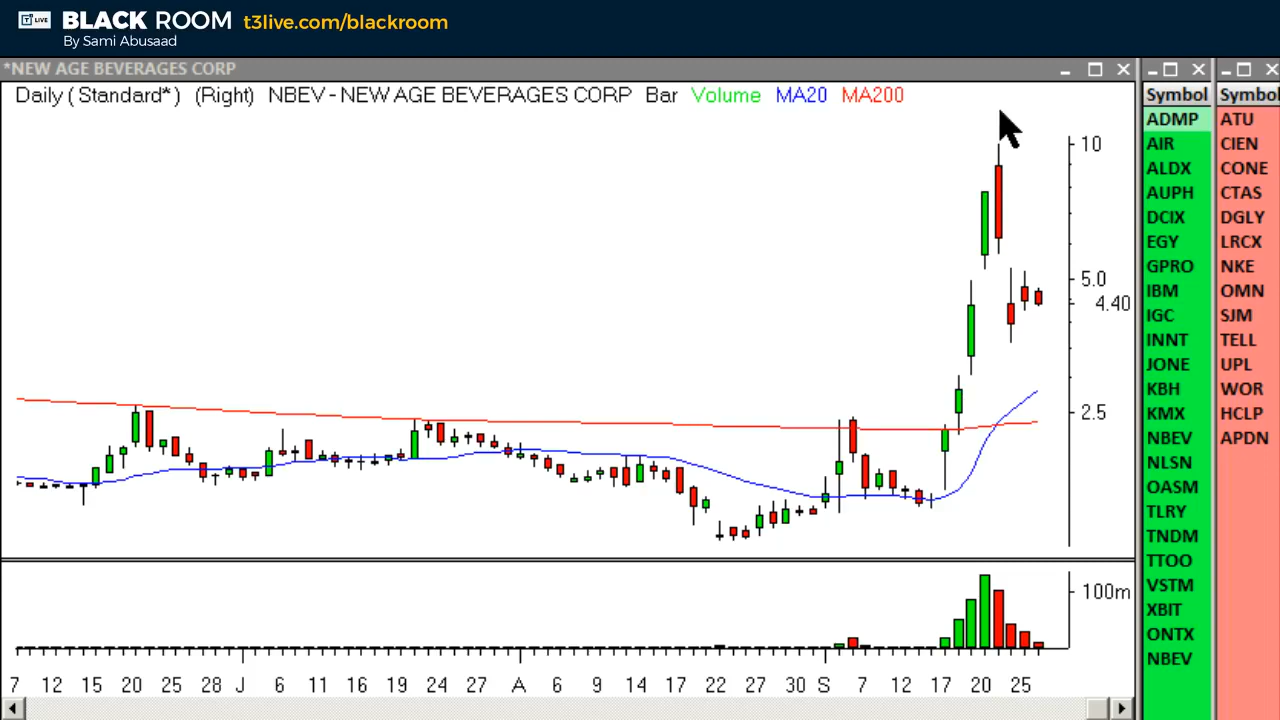 LIVE BLACK ROOM t3live.com/blackroom
By Sami Abusaad
*NEW AGE BEVERAGES CORP
Daily ( Standard* ) (Right) NBEV - NEW AGE BEVERAGES CORP Bar Volume MA20 MA200
10
5.0
4.40
2.5
100m
7 12 15 20 25 28 J 6 11 16 19 24 27 A 6 9 14 17 22 27 30 S 7 12 17 20 25
Symbol
ADMP
AIR
ALDX
AUPH
DCIX
EGY
GPRO
IBM
IGC
INNT
JONE
KBH
KMX
NBEV
NLSN
OASM
TLRY
TNDM
TTOO
VSTM
XBIT
ONTX
NBEV
Symbol
ATU
CIEN
CONE
CTAS
DGLY
LRCX
NKE
OMN
SJM
TELL
UPL
WOR
HCLP
APDN